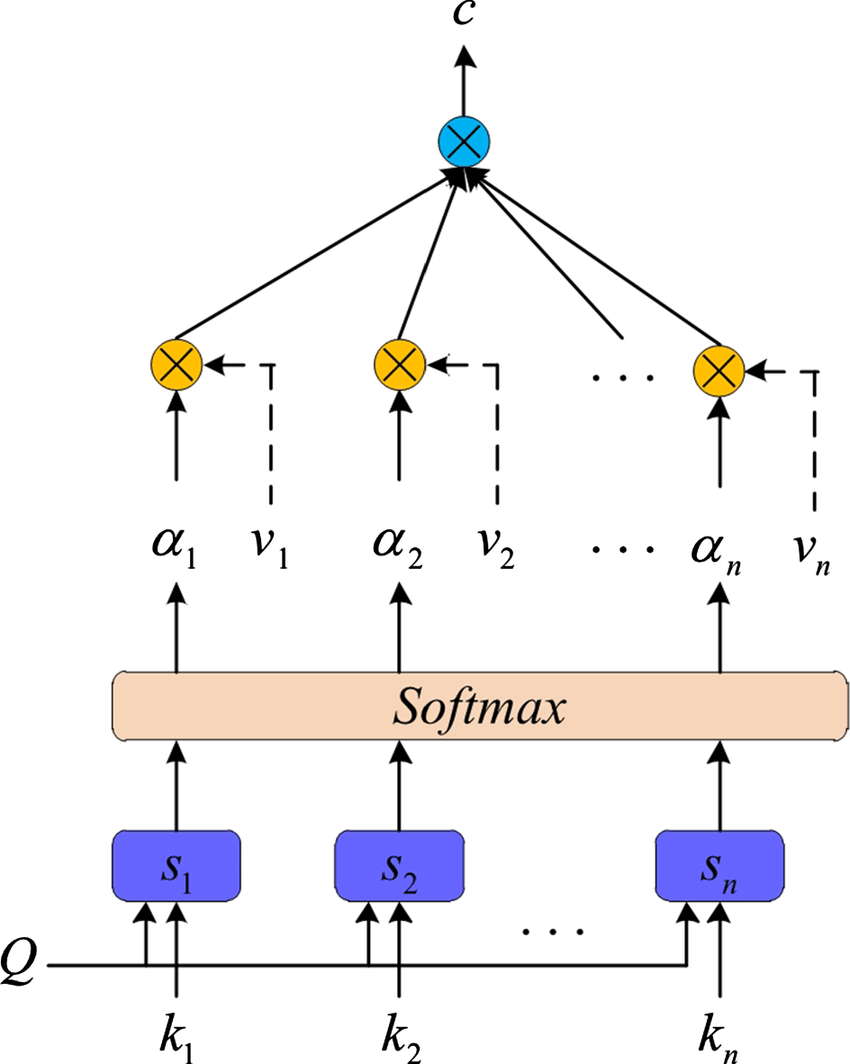 c
α₁ v₁ α₂ v₂ ... αₙ vₙ
Softmax
s₁ s₂ sₙ
...
Q
k₁ k₂ kₙ